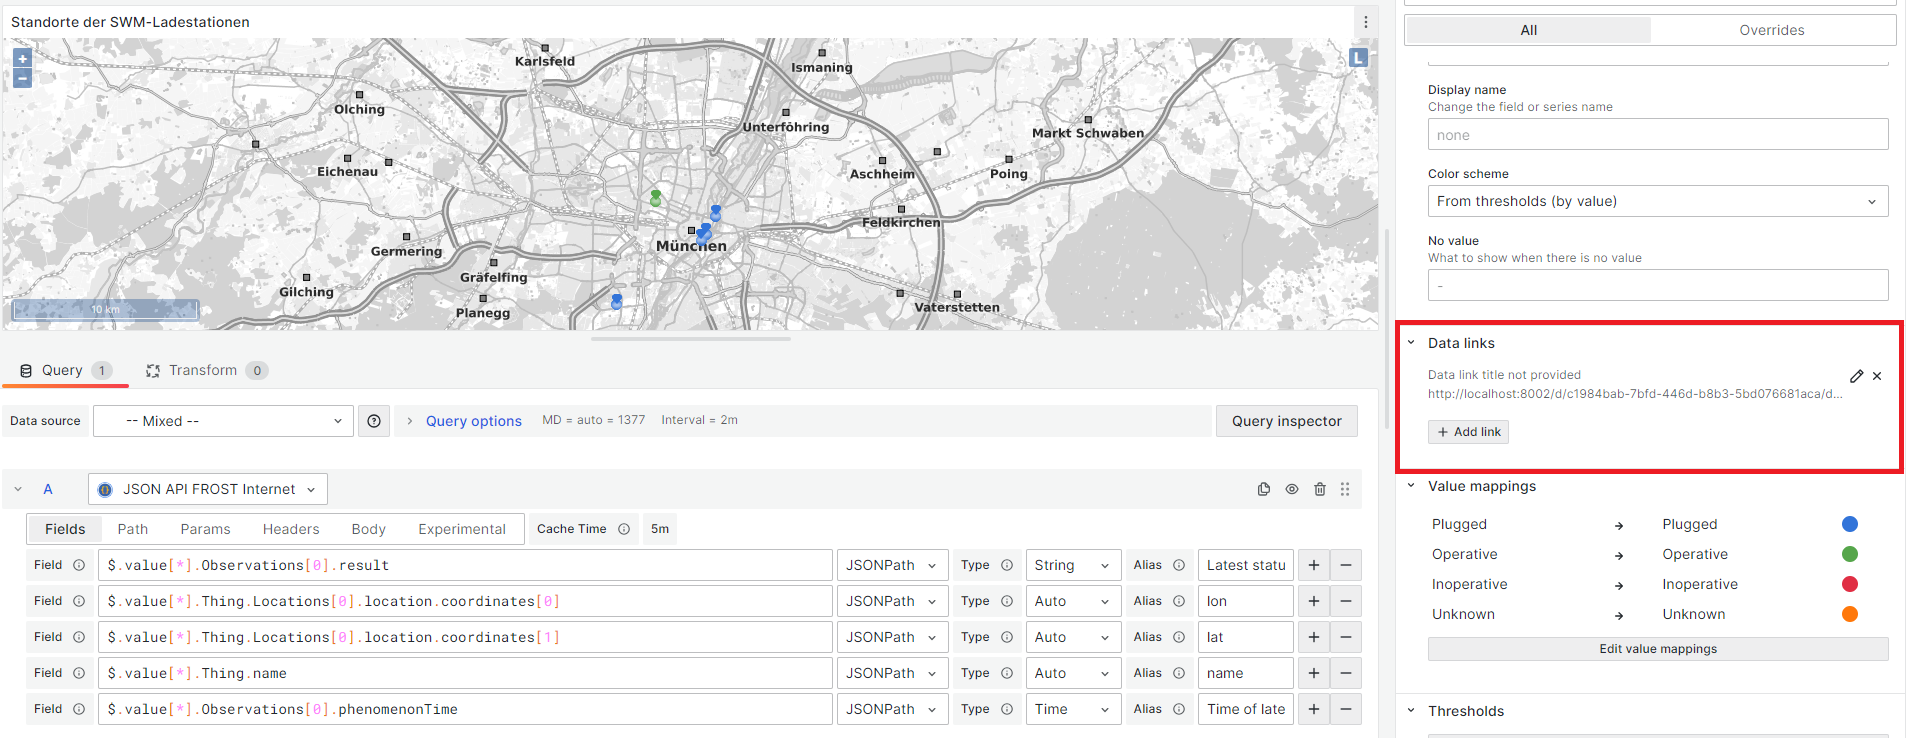 Standorte der SWM-Ladestationen
+
−
L
Karlsfeld
Ismaning
Olching
Unterföhring
Markt Schwaben
Eichenau
Aschheim
Poing
Feldkirchen
Germering
München
Gräfelfing
Gilching
Planegg
Vaterstetten
10 km
Query 1
Transform 0
Data source
-- Mixed --
Query options MD = auto = 1377 Interval = 2m
Query inspector
A JSON API FROST Internet
Fields Path Params Headers Body Experimental Cache Time 5m
Field $.value[*].Observations[0].result JSONPath Type String Alias Latest statu + −
Field $.value[*].Thing.Locations[0].location.coordinates[0] JSONPath Type Auto Alias lon + −
Field $.value[*].Thing.Locations[0].location.coordinates[1] JSONPath Type Auto Alias lat + −
Field $.value[*].Thing.name JSONPath Type Auto Alias name + −
Field $.value[*].Observations[0].phenomenonTime JSONPath Type Time Alias Time of late + −
All Overrides
Display name
Change the field or series name
none
Color scheme
From thresholds (by value)
No value
What to show when there is no value
-
Data links
Data link title not provided
http://localhost:8002/d/c1984bab-7bfd-446d-b8b3-5bd076681aca/d...
+ Add link
Value mappings
Plugged → Plugged
Operative → Operative
Inoperative → Inoperative
Unknown → Unknown
Edit value mappings
Thresholds